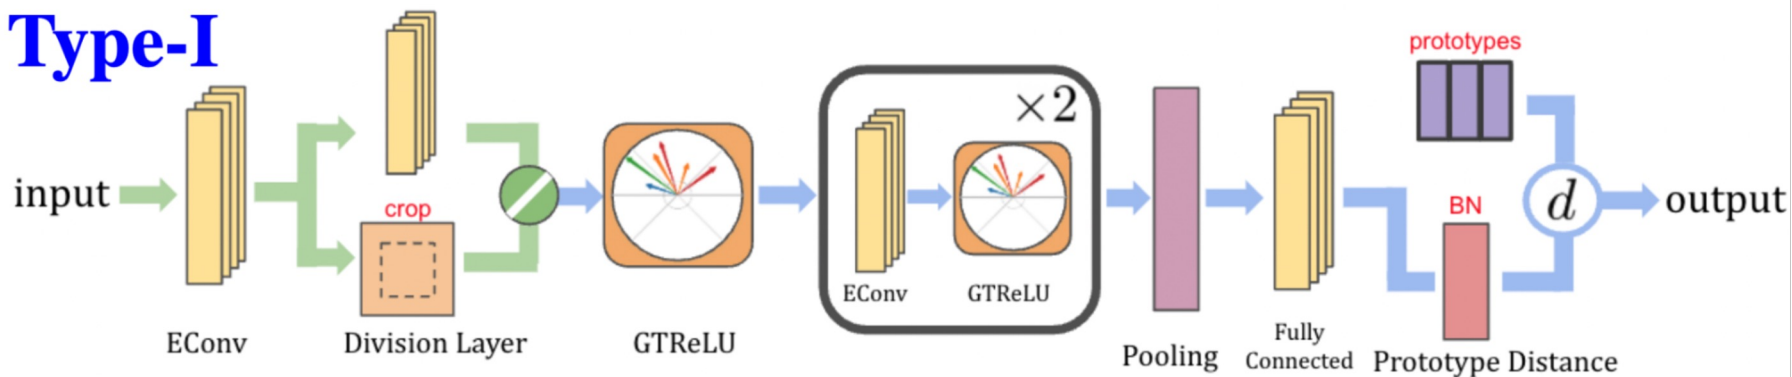 Type-I
input
EConv
crop
Division Layer
GTReLU
×2
EConv
GTReLU
Pooling
Fully
Connected
prototypes
BN
d
Prototype Distance
output